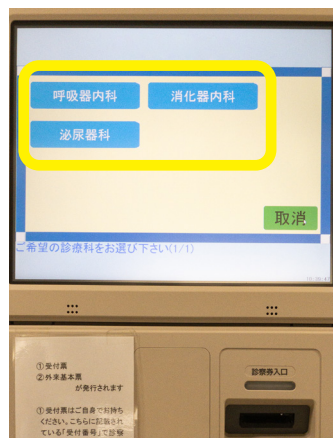 呼吸器内科
消化器内科
泌尿器科
取消
ご希望の診療科をお選び下さい(1/1)
①受付票
②外来基本票
が発行されます
診察券入口
①受付票はご自身でお持ち
ください。こちらに記載され
ている「受付番号」で診察